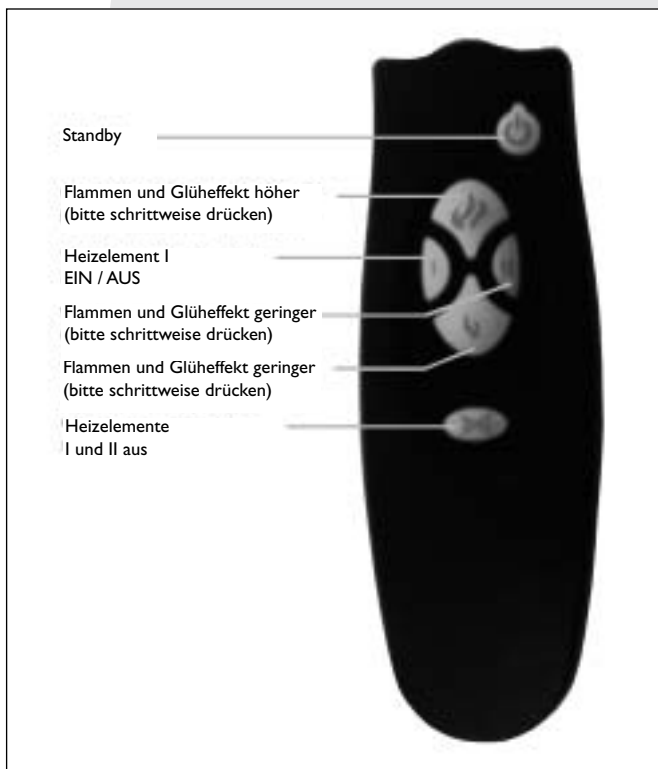 Standby
Flammen und Glüheffekt höher
(bitte schrittweise drücken)
Heizelement I
EIN / AUS
Flammen und Glüheffekt geringer
(bitte schrittweise drücken)
Flammen und Glüheffekt geringer
(bitte schrittweise drücken)
Heizelemente
I und II aus